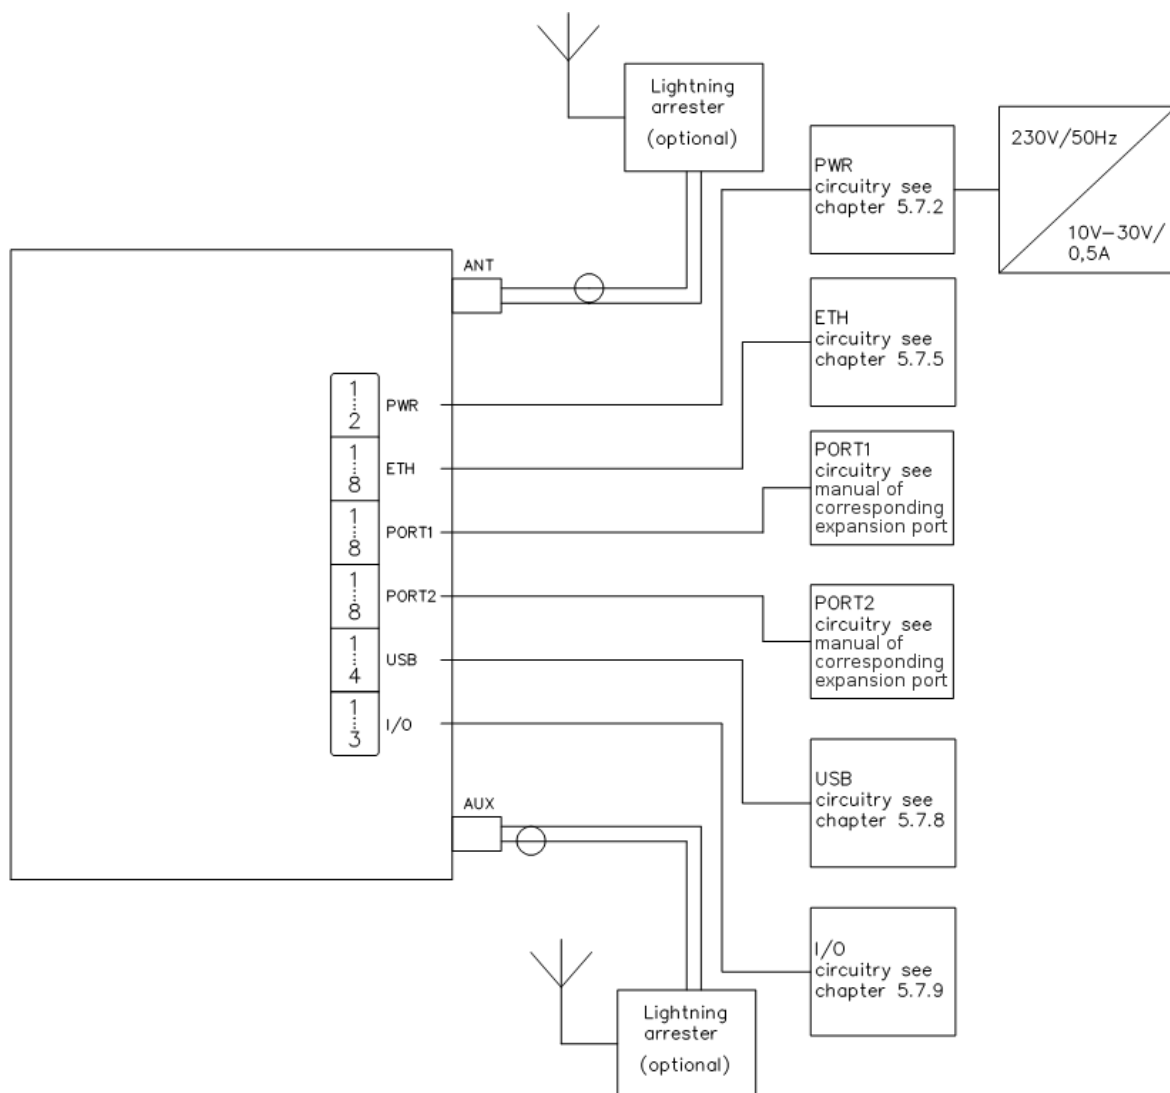 Lightning
arrester
(optional)
230V/50Hz
10V-30V/
0,5A
PWR
circuitry see
chapter 5.7.2
ANT
ETH
circuitry see
chapter 5.7.5
1
2
PWR
1
8
ETH
PORT1
circuitry see
manual of
corresponding
expansion port
1
8
PORT1
1
8
PORT2
PORT2
circuitry see
manual of
corresponding
expansion port
1
4
USB
1
3
I/O
USB
circuitry see
chapter 5.7.8
AUX
I/O
circuitry see
chapter 5.7.9
Lightning
arrester
(optional)